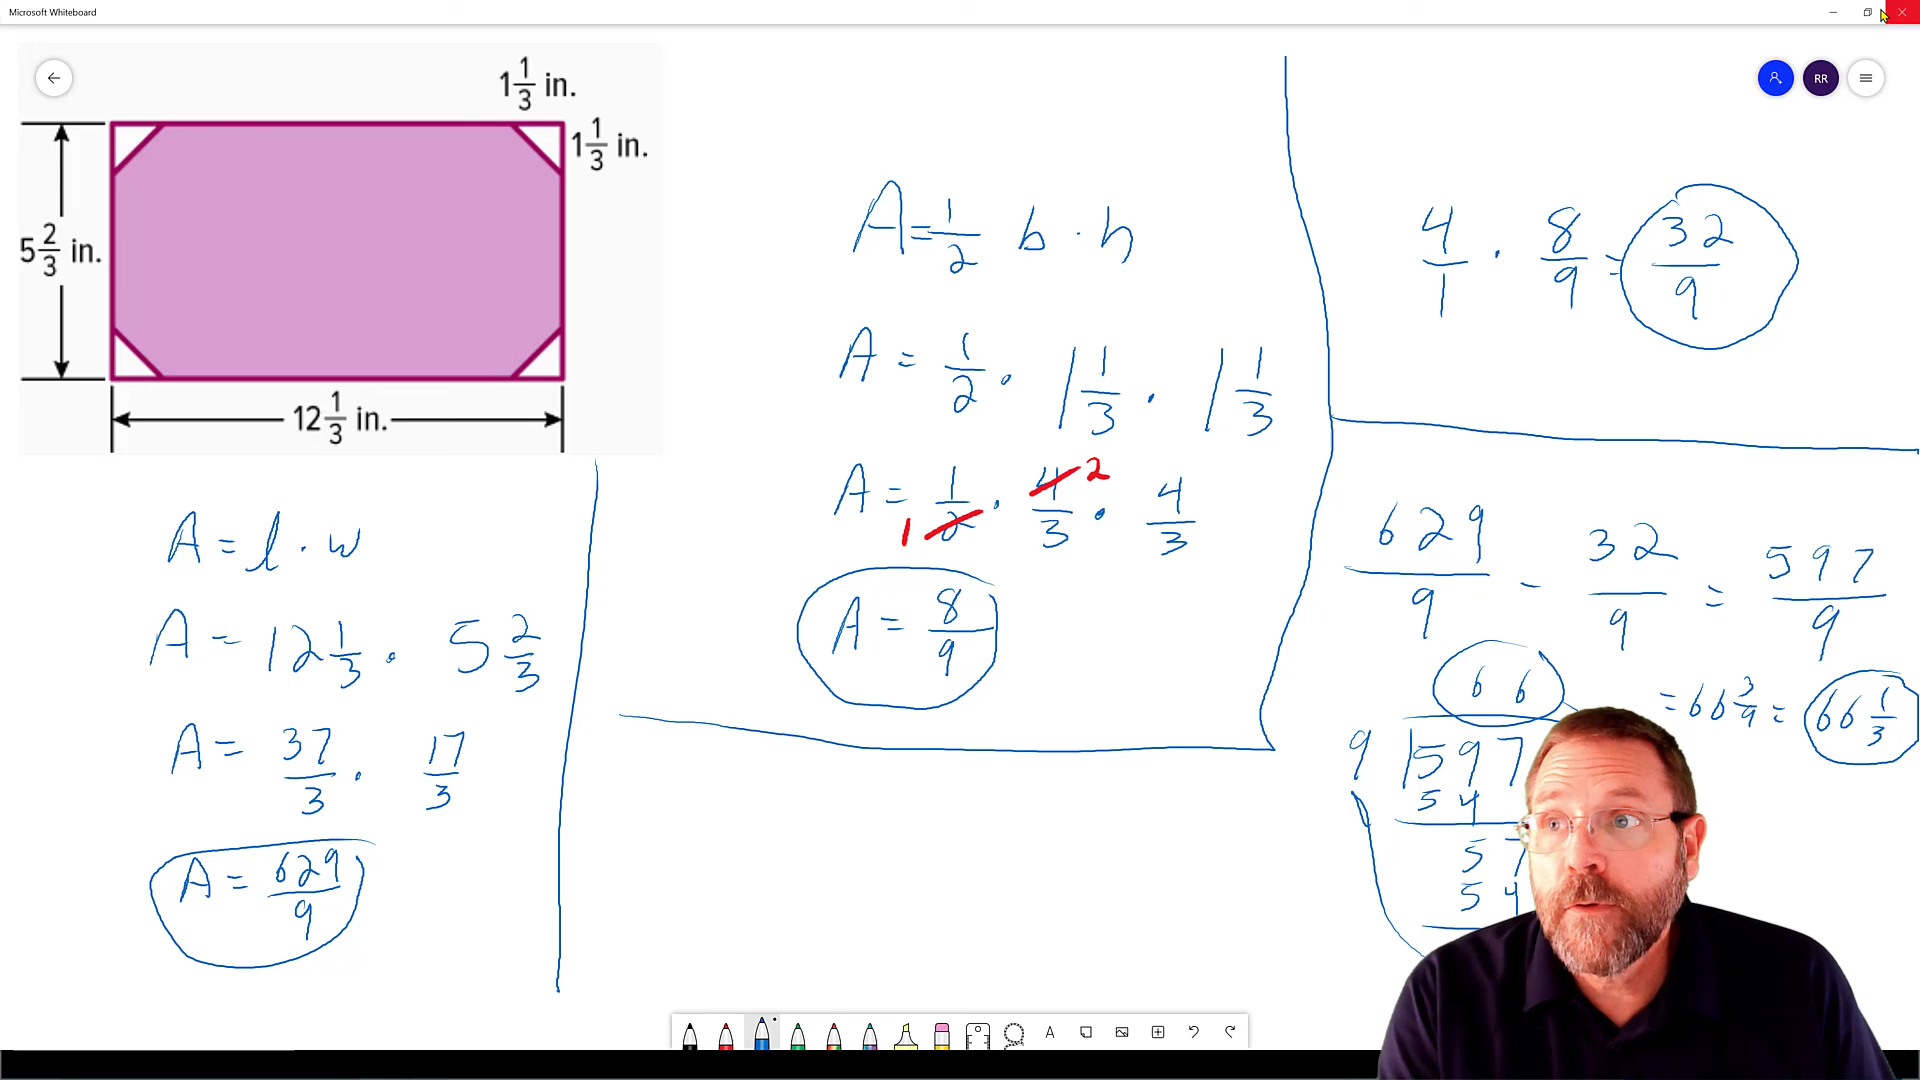 Microsoft Whiteboard
RR
1 1/3 in.
1 1/3 in.
5 2/3 in.
12 1/3 in.
A = l · w
A = 12 1/3 · 5 2/3
A = 37/3 · 17/3
A = 629/9
A = 1/2 b · h
A = 1/2 · 1 1/3 · 1 1/3
A = 1/2 · 4/3 · 4/3
1 2
A = 8/9
4/1 · 8/9 = 32/9
629/9 - 32/9 = 597/9
= 66 3/9 = 66 1/3
66
9 597
54
57
54
A